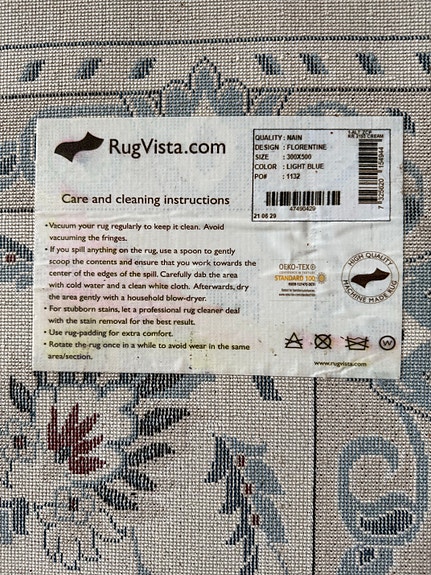 RugVista.com
Care and cleaning instructions
QUALITY : NAIN
DESIGN : FLORENTINE
SIZE : 300X500
COLOR : LIGHT BLUE
PO# : 1132
47490429
21 06 29
• Vacuum your rug regularly to keep it clean. Avoid
vacuuming the fringes.
• If you spill anything on the rug, use a spoon to gently
scoop the contents and ensure that you work towards the
center of the edges of the spill. Carefully dab the area
with cold water and a clean white cloth. Afterwards, dry
the area gently with a household blow-dryer.
• For stubborn stains, let a professional rug cleaner deal
with the stain removal for the best result.
• Use rug-padding for extra comfort.
• Rotate the rug once in a while to avoid wear in the same
area/section.
OEKO-TEX®
STANDARD 100
HIGH QUALITY
MACHINE MADE RUG
W
www.rugvista.com